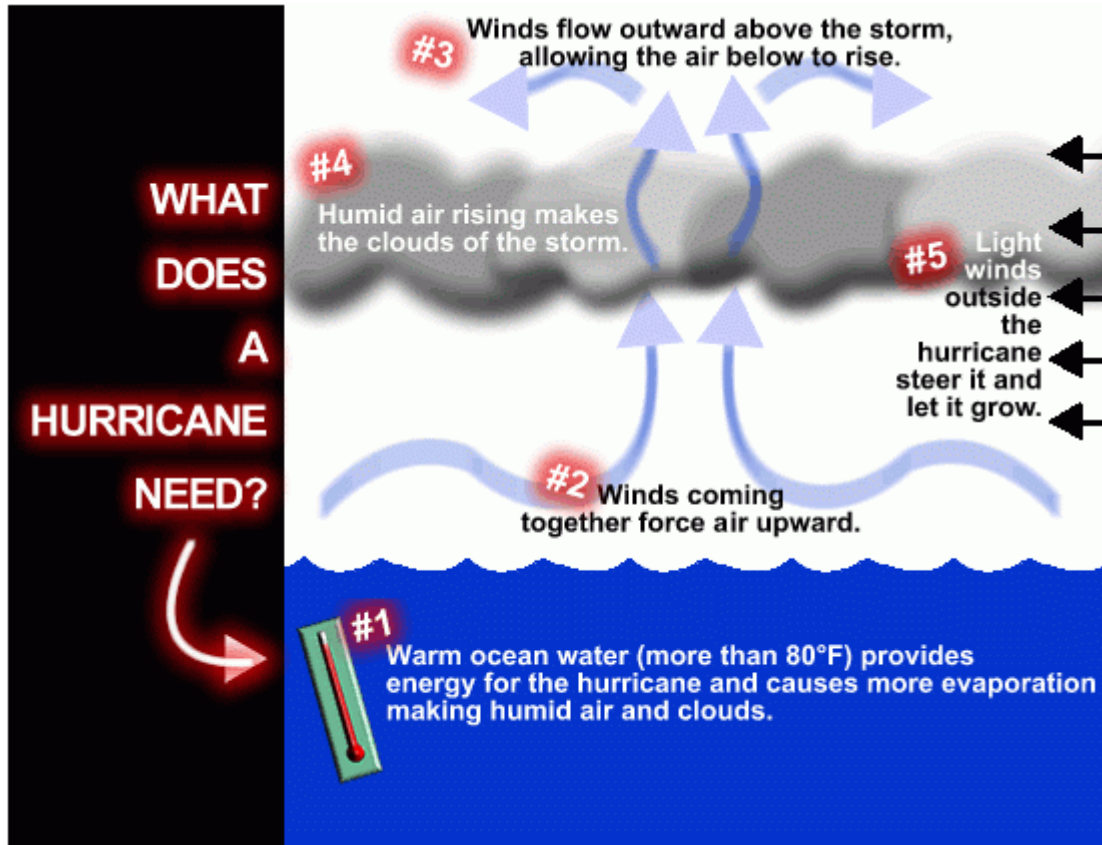 WHAT
DOES
A
HURRICANE
NEED?
#1
Warm ocean water (more than 80°F) provides
energy for the hurricane and causes more evaporation
making humid air and clouds.
#2
Winds coming
together force air upward.
#3
Winds flow outward above the storm,
allowing the air below to rise.
#4
Humid air rising makes
the clouds of the storm.
#5
Light
winds
outside
the
hurricane
steer it and
let it grow.